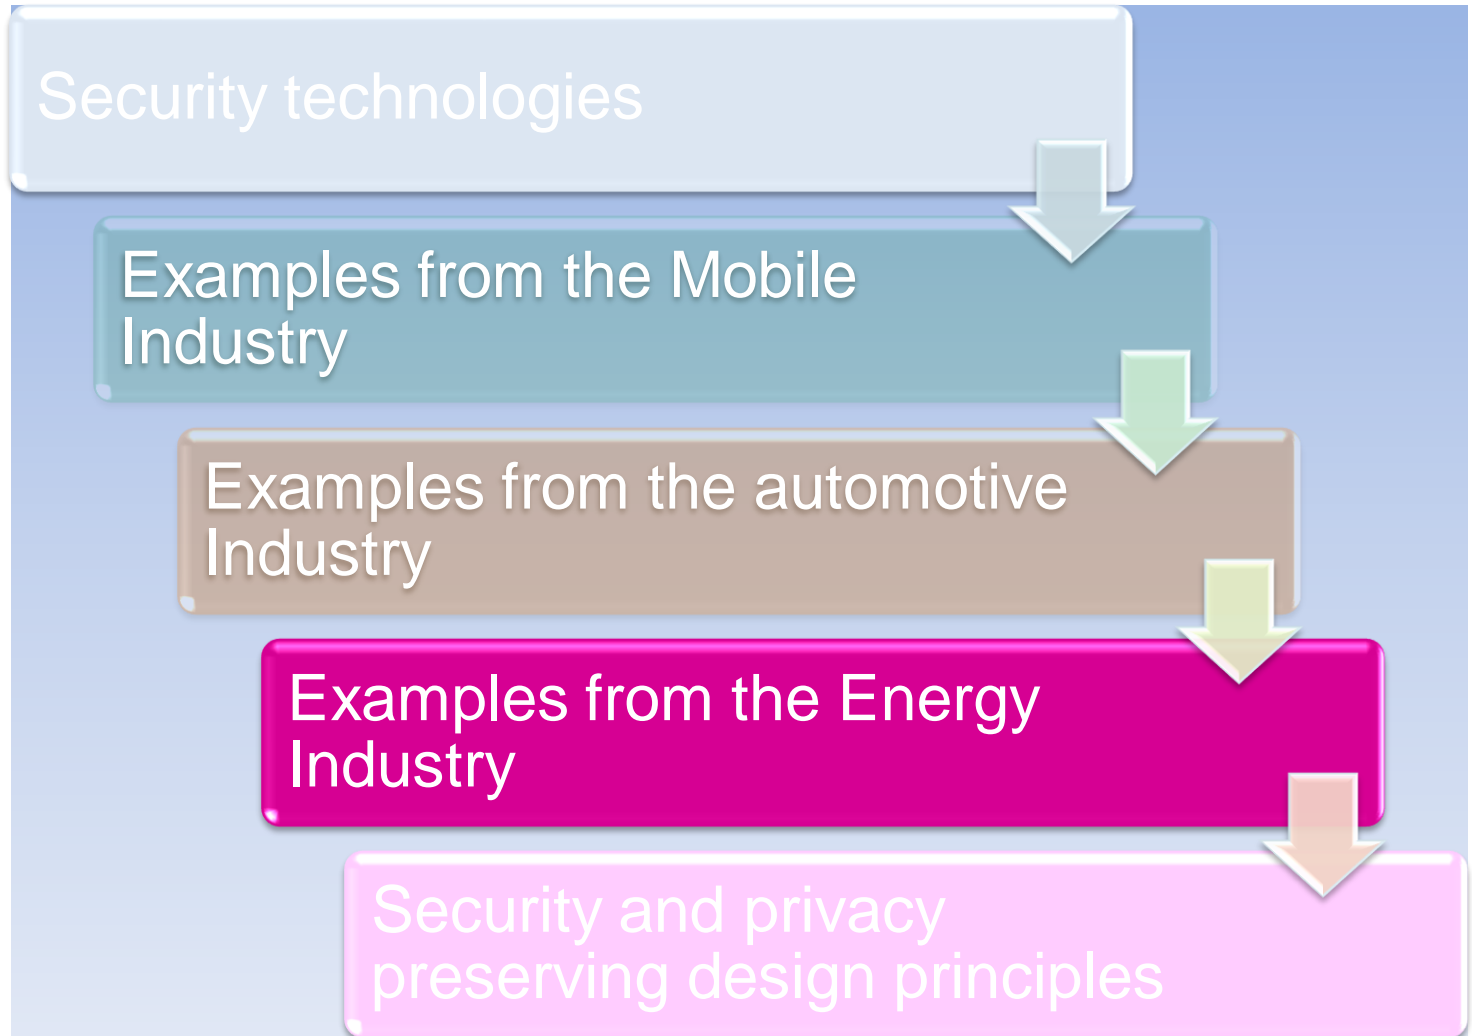 Security technologies
Examples from the Mobile
Industry
Examples from the automotive
Industry
Examples from the Energy
Industry
Security and privacy
preserving design principles